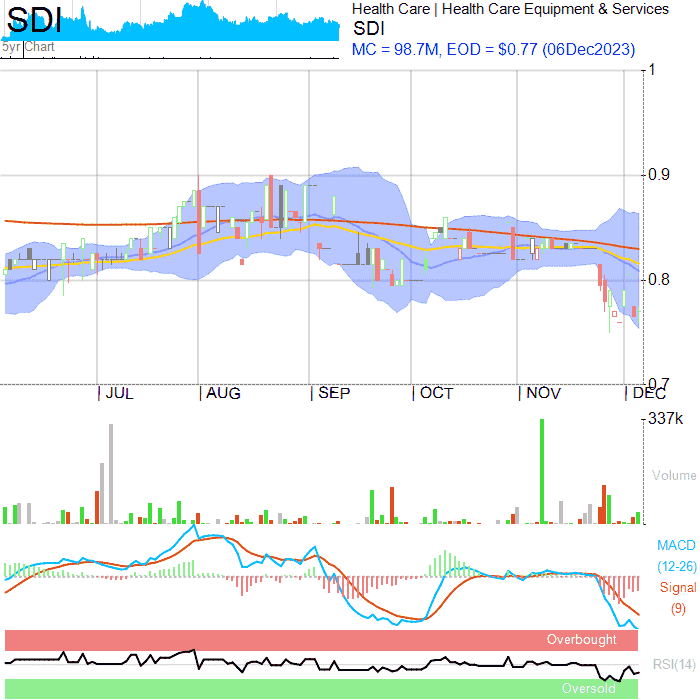 SDI
5yr Chart
Health Care | Health Care Equipment & Services
SDI
MC = 98.7M, EOD = $0.77 (06Dec2023)
1
0.9
0.8
0.7
JUL
AUG
SEP
OCT
NOV
DEC
337k
Volume
MACD
(12-26)
Signal
(9)
Overbought
RSI(14)
Oversold